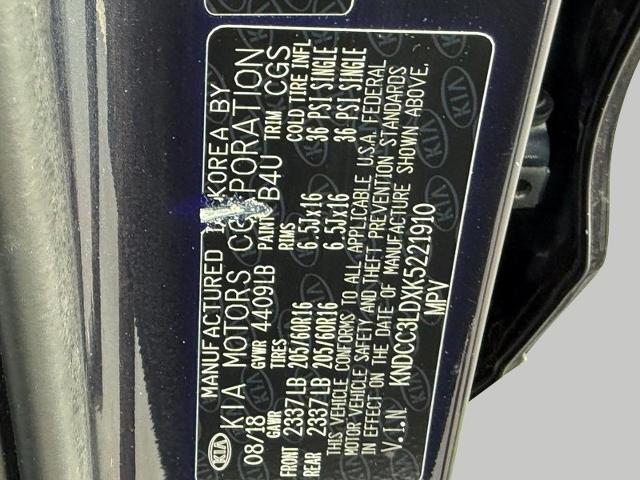 MANUFACTURED IN KOREA BY
KIA MOTORS CORPORATION
08/18 GVWR 4409LB PAINT B4U TRIM CGS
GAWR TIRES RIMS COLD TIRE INFL
FRONT 2337LB 205/60R16 6.5Jx16 36 PSI SINGLE
REAR 2337LB 205/60R16 6.5Jx16 36 PSI SINGLE
THIS VEHICLE CONFORMS TO ALL APPLICABLE U.S.A. FEDERAL
MOTOR VEHICLE SAFETY AND THEFT PREVENTION STANDARDS
IN EFFECT ON THE DATE OF MANUFACTURE SHOWN ABOVE.
V.I.N. KNDCC3LDXK5221910
MPV
KIA